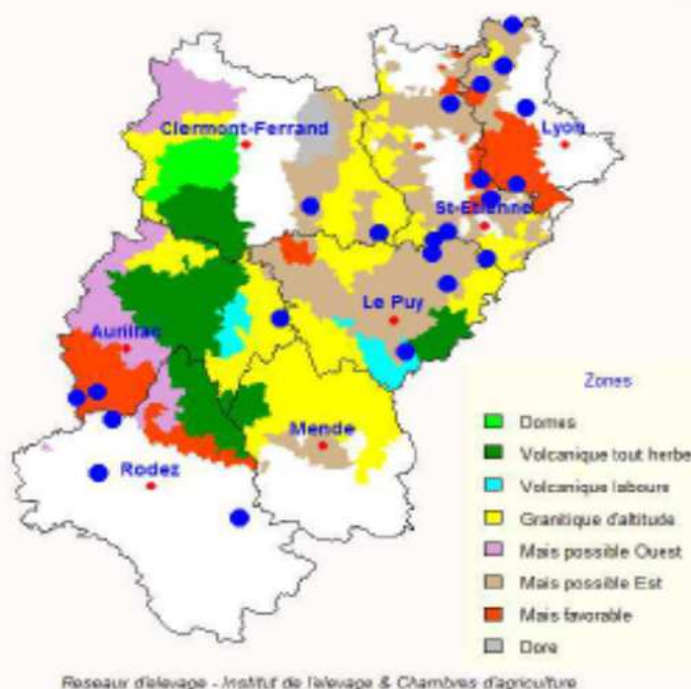 Clermont-Ferrand
Lyon
St-Etienne
Le Puy
Aurillac
Mende
Rodez
Zones
Domes
Volcanique tout herbe
Volcanique laboure
Granitique d'altitude
Mais possible Ouest
Mais possible Est
Mais favorable
Dore
Reseaux d'elevage - Institut de l'elevage & Chambres d'agriculture